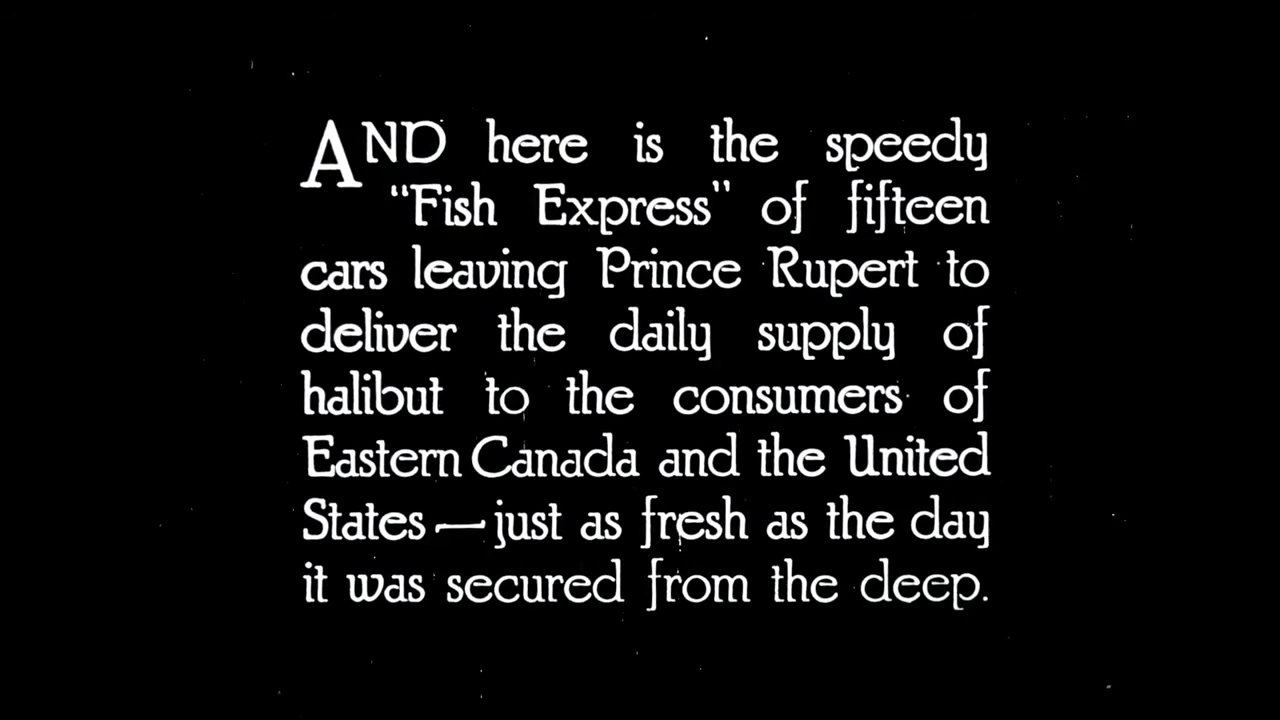 AND here is the speedy
"Fish Express" of fifteen
cars leaving Prince Rupert to
deliver the daily supply of
halibut to the consumers of
Eastern Canada and the United
States—just as fresh as the day
it was secured from the deep.